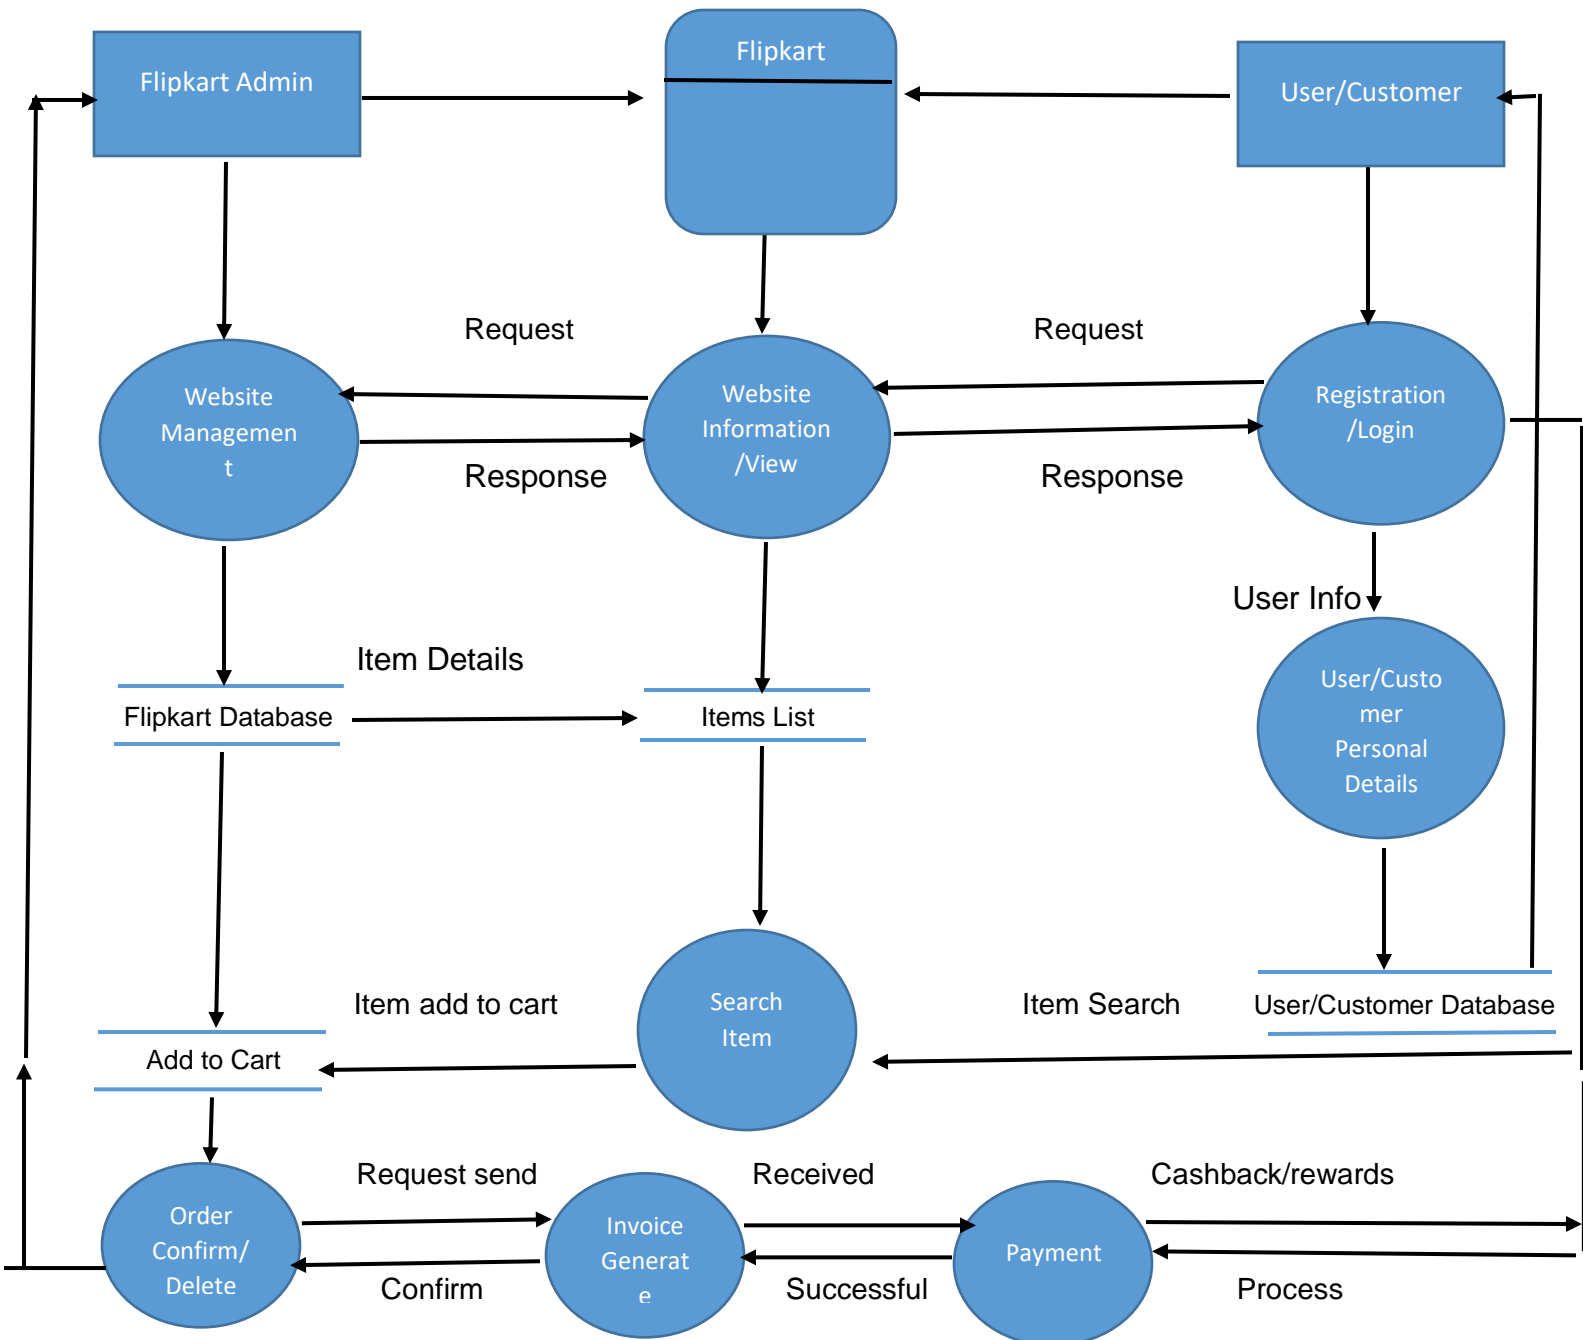 Flipkart Admin
Flipkart
User/Customer
Request
Request
Website
Managemen
t
Website
Information
/View
Registration
/Login
Response
Response
User Info
Item Details
Flipkart Database
Items List
User/Custo
mer
Personal
Details
Item add to cart
Search
Item
Item Search
User/Customer Database
Add to Cart
Request send
Received
Cashback/rewards
Order
Confirm/
Delete
Invoice
Generat
e
Payment
Confirm
Successful
Process